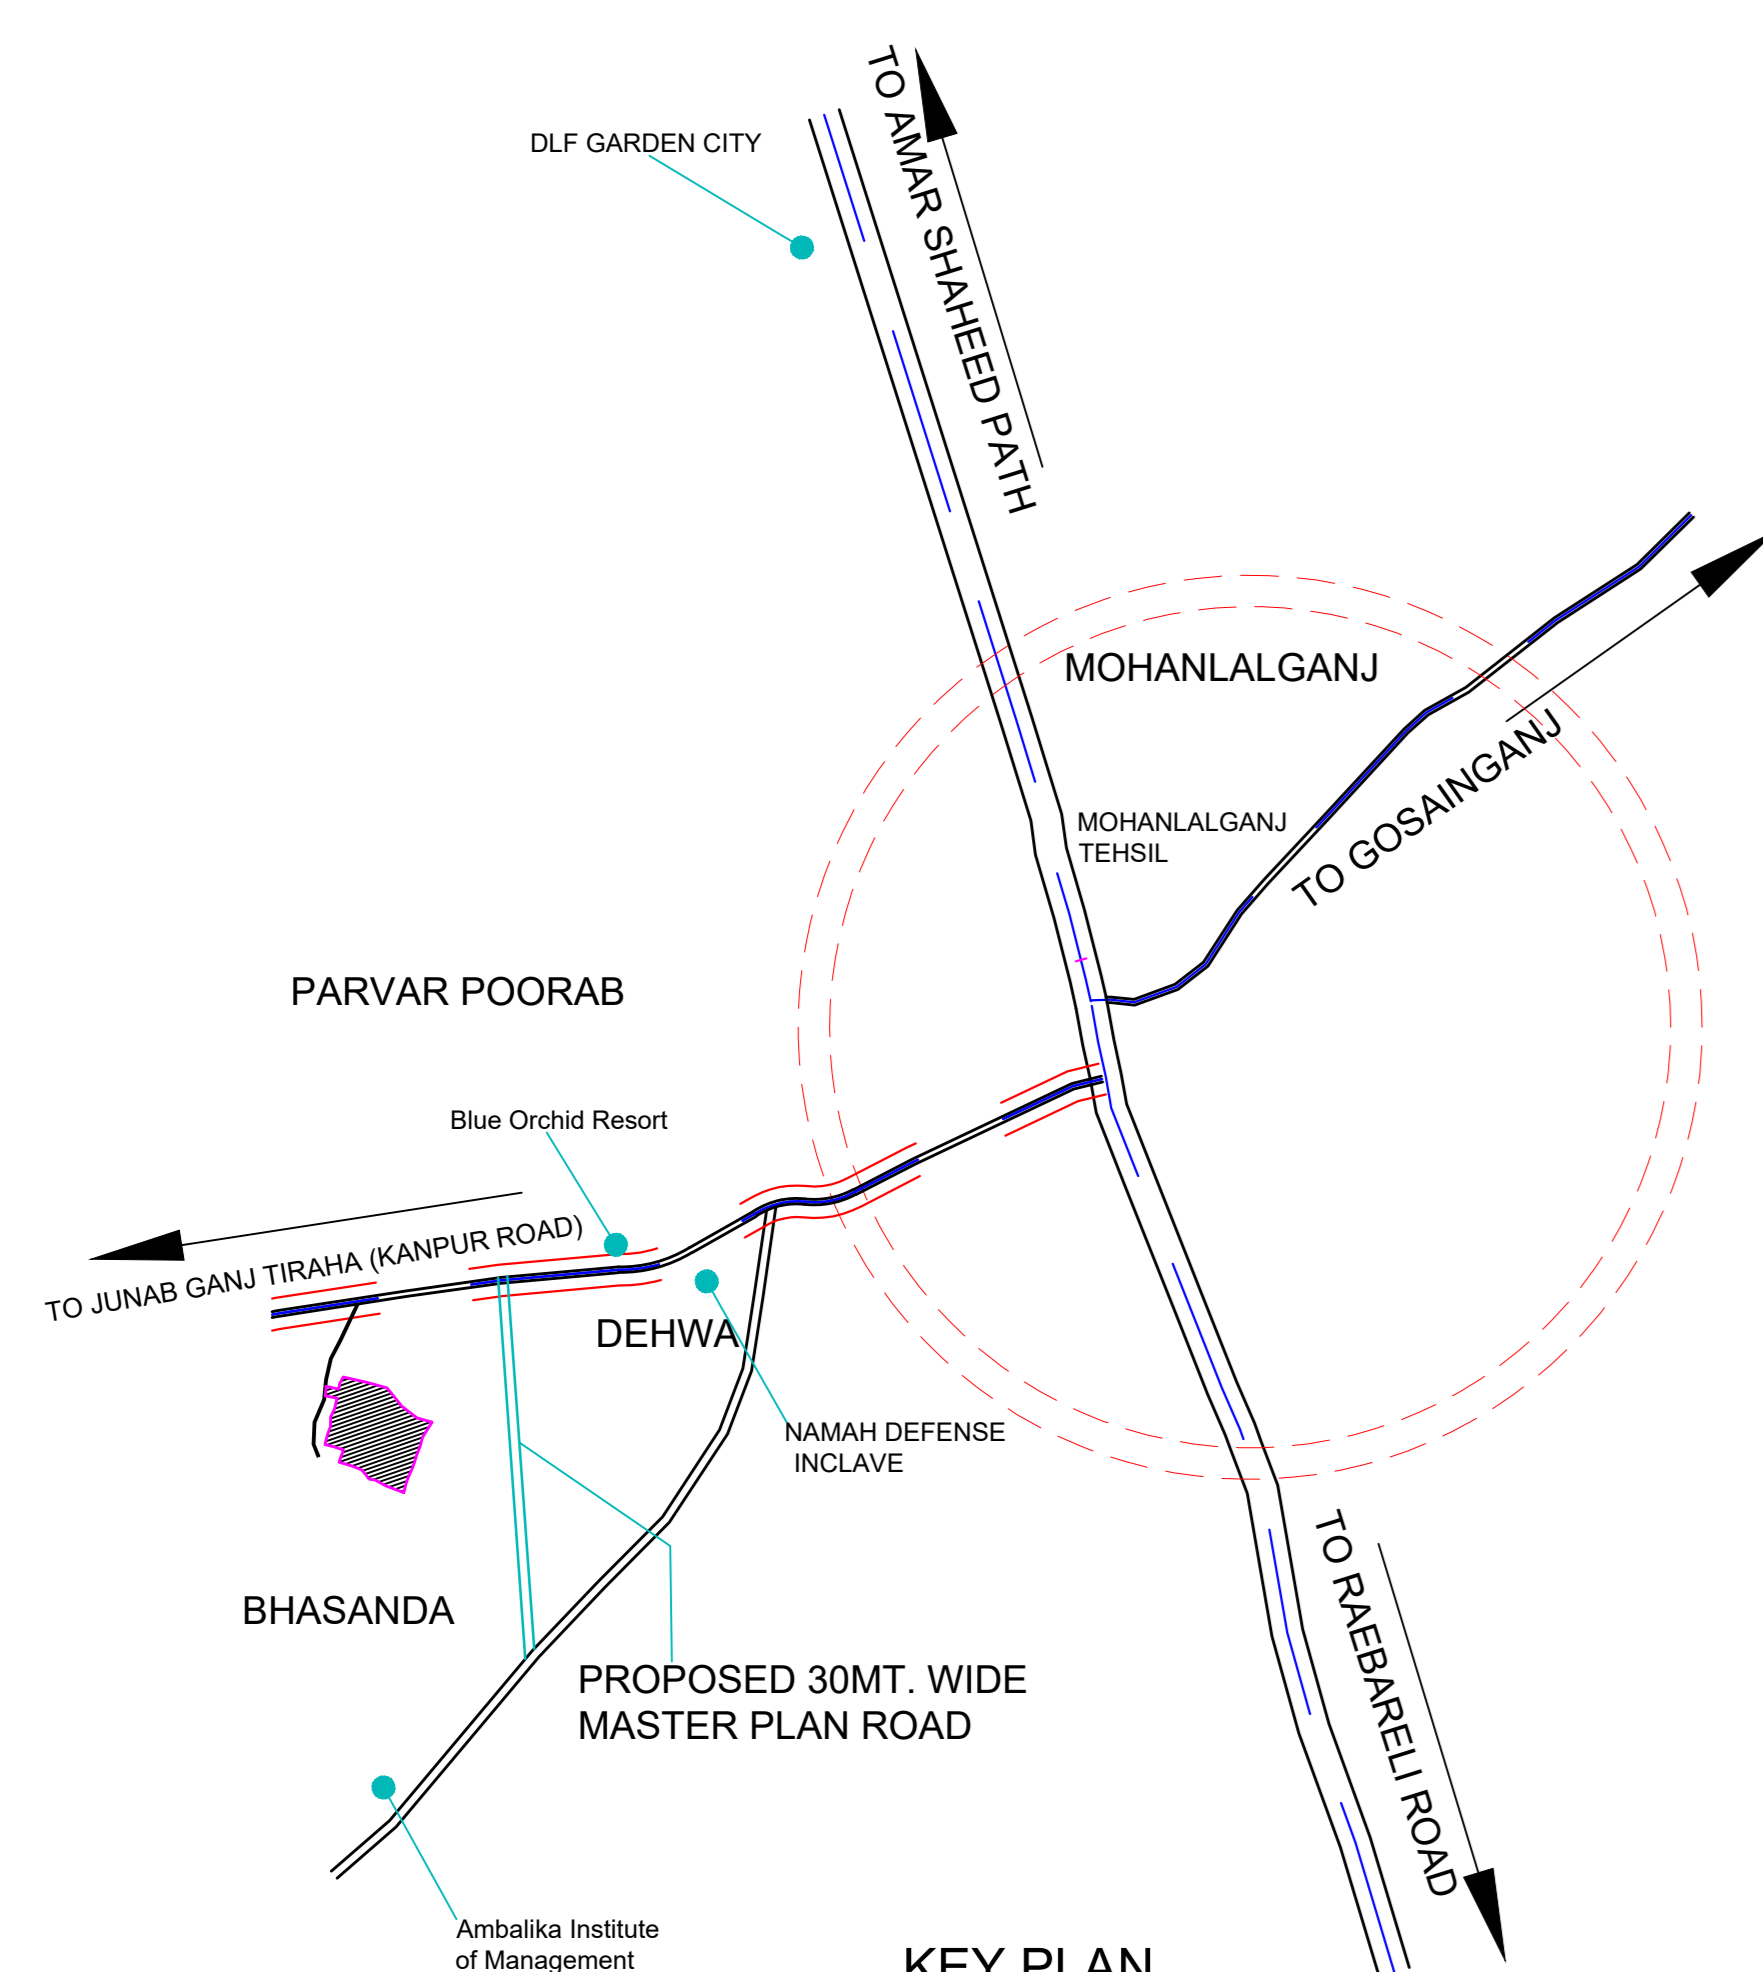 DLF GARDEN CITY
TO AMAR SHAHEED PATH
MOHANLALGANJ
TO GOSAINGANJ
MOHANLALGANJ
TEHSIL
PARVAR POORAB
Blue Orchid Resort
TO JUNAB GANJ TIRAHA (KANPUR ROAD)
DEHWA
NAMAH DEFENSE
INCLAVE
BHASANDA
PROPOSED 30MT. WIDE
MASTER PLAN ROAD
TO RAEBARELI ROAD
Ambalika Institute
of Management
KEY PLAN